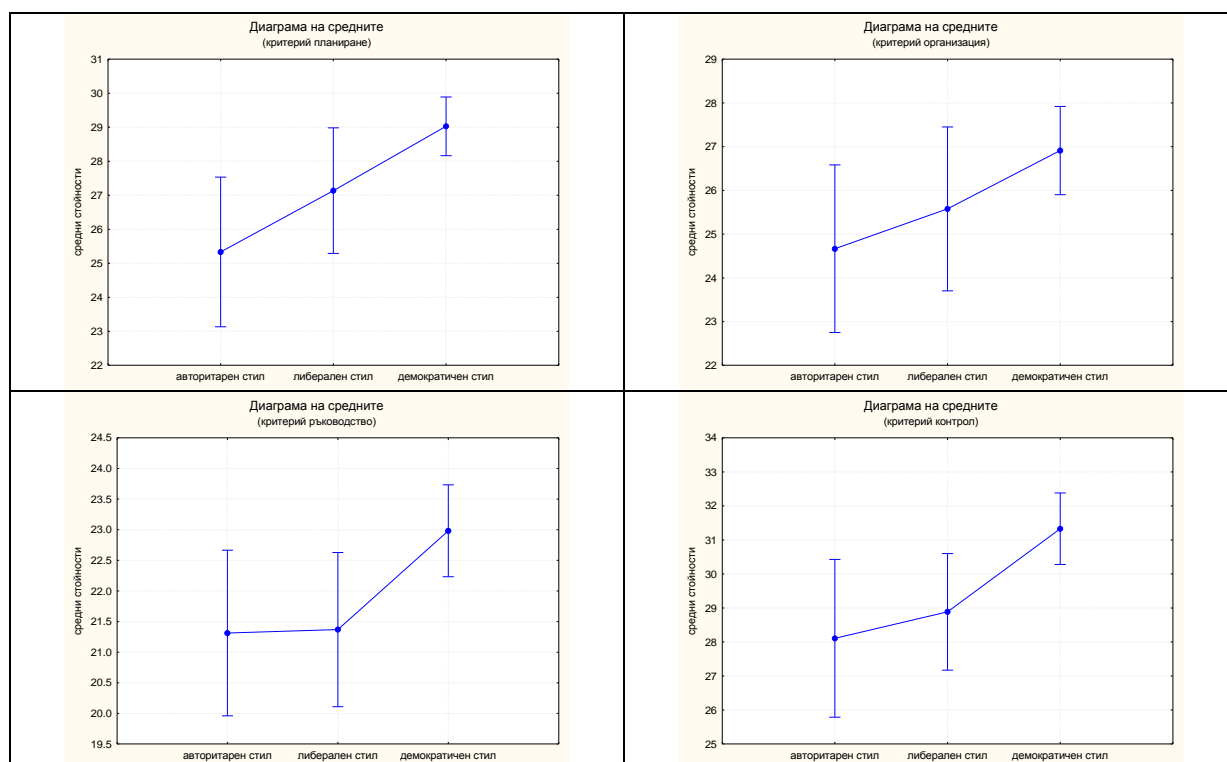 Диаграма на средните
(критерий планиране)
31
30
29
28
27
26
25
24
23
22
средни стойности
авторитарен стил либерален стил демократичен стил
Диаграма на средните
(критерий организация)
29
28
27
26
25
24
23
22
средни стойности
авторитарен стил либерален стил демократичен стил
Диаграма на средните
(критерий ръководство)
24.5
24.0
23.5
23.0
22.5
22.0
21.5
21.0
20.5
20.0
19.5
средни стойности
авторитарен стил либерален стил демократичен стил
Диаграма на средните
(критерий контрол)
34
33
32
31
30
29
28
27
26
25
средни стойности
авторитарен стил либерален стил демократичен стил